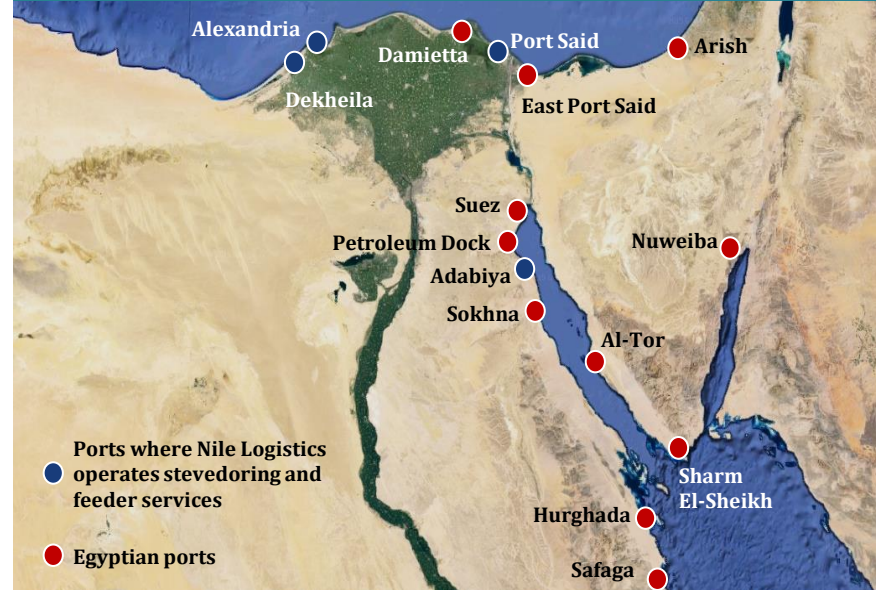 Alexandria
Damietta
Port Said
Arish
Dekheila
East Port Said
Suez
Petroleum Dock
Nuweiba
Adabiya
Sokhna
Al-Tor
Ports where Nile Logistics
operates stevedoring and
feeder services
Sharm
El-Sheikh
Hurghada
Egyptian ports
Safaga